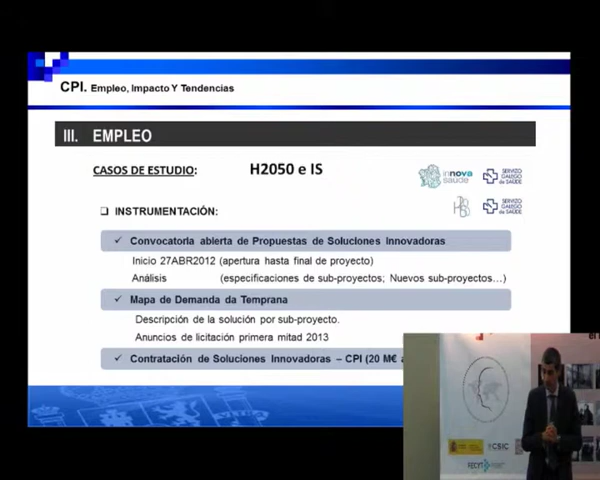 CPI. Empleo, Impacto Y Tendencias
III. EMPLEO
CASOS DE ESTUDIO: H2050 e IS
innova saude
SERVIZO GALEGO de SAÚDE
SERVIZO GALEGO de SAÚDE
❑ INSTRUMENTACIÓN:
✓ Convocatoria abierta de Propuestas de Soluciones Innovadoras
Inicio 27ABR2012 (apertura hasta final de proyecto)
Análisis (especificaciones de sub-proyectos; Nuevos sub-proyectos…)
✓ Mapa de Demanda da Temprana
Descripción de la solución por sub-proyecto.
Anuncios de licitación primera mitad 2013
✓ Contratación de Soluciones Innovadoras – CPI (20 M€
CSIC
FECYT